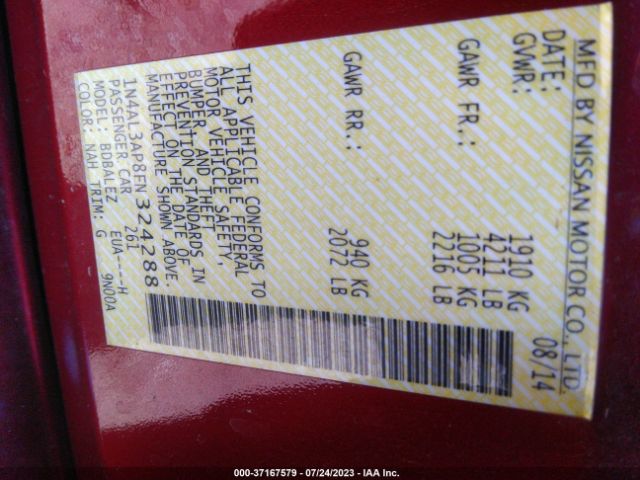 MFD BY NISSAN MOTOR CO., LTD.
DATE: 08/14
GVWR: 1910 KG
4211 LB
GAWR FR.: 1005 KG
2216 LB
GAWR RR.: 940 KG
2072 LB
THIS VEHICLE CONFORMS TO
ALL APPLICABLE FEDERAL
MOTOR VEHICLE SAFETY,
BUMPER, AND THEFT
PREVENTION STANDARDS IN
EFFECT ON THE DATE OF
MANUFACTURE SHOWN ABOVE.
1N4AL3AP8FN324288
PASSENGER CAR 261
MODEL: BDBALEZ EUA----H
COLOR: NAH TRIM: G 9N00A
000-37167579 - 07/24/2023 - IAA Inc.